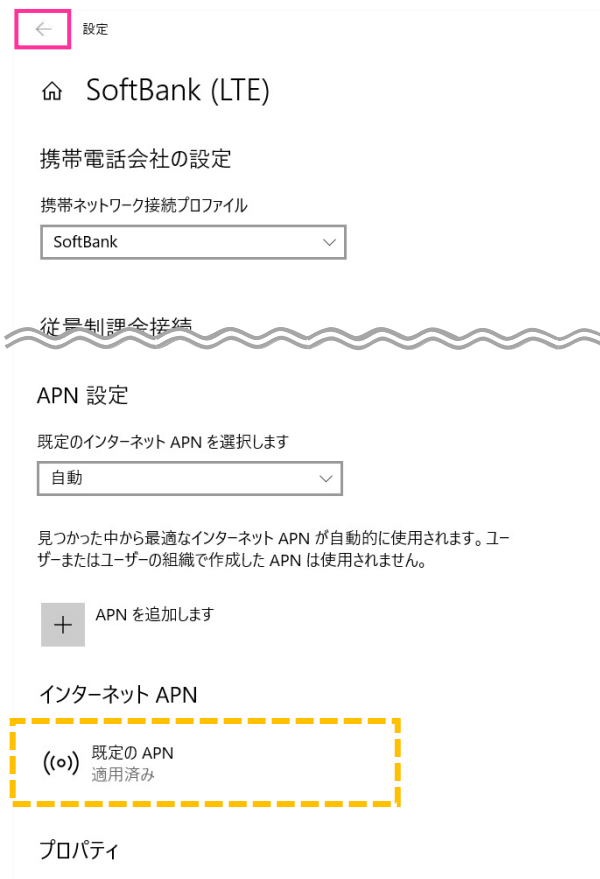 設定
SoftBank (LTE)
携帯電話会社の設定
携帯ネットワーク接続プロファイル
SoftBank
従量制課金接続
APN 設定
既定のインターネット APN を選択します
自動
見つかった中から最適なインターネット APN が自動的に使用されます。ユー
ザーまたはユーザーの組織で作成した APN は使用されません。
APN を追加します
インターネット APN
既定の APN
適用済み
プロパティ